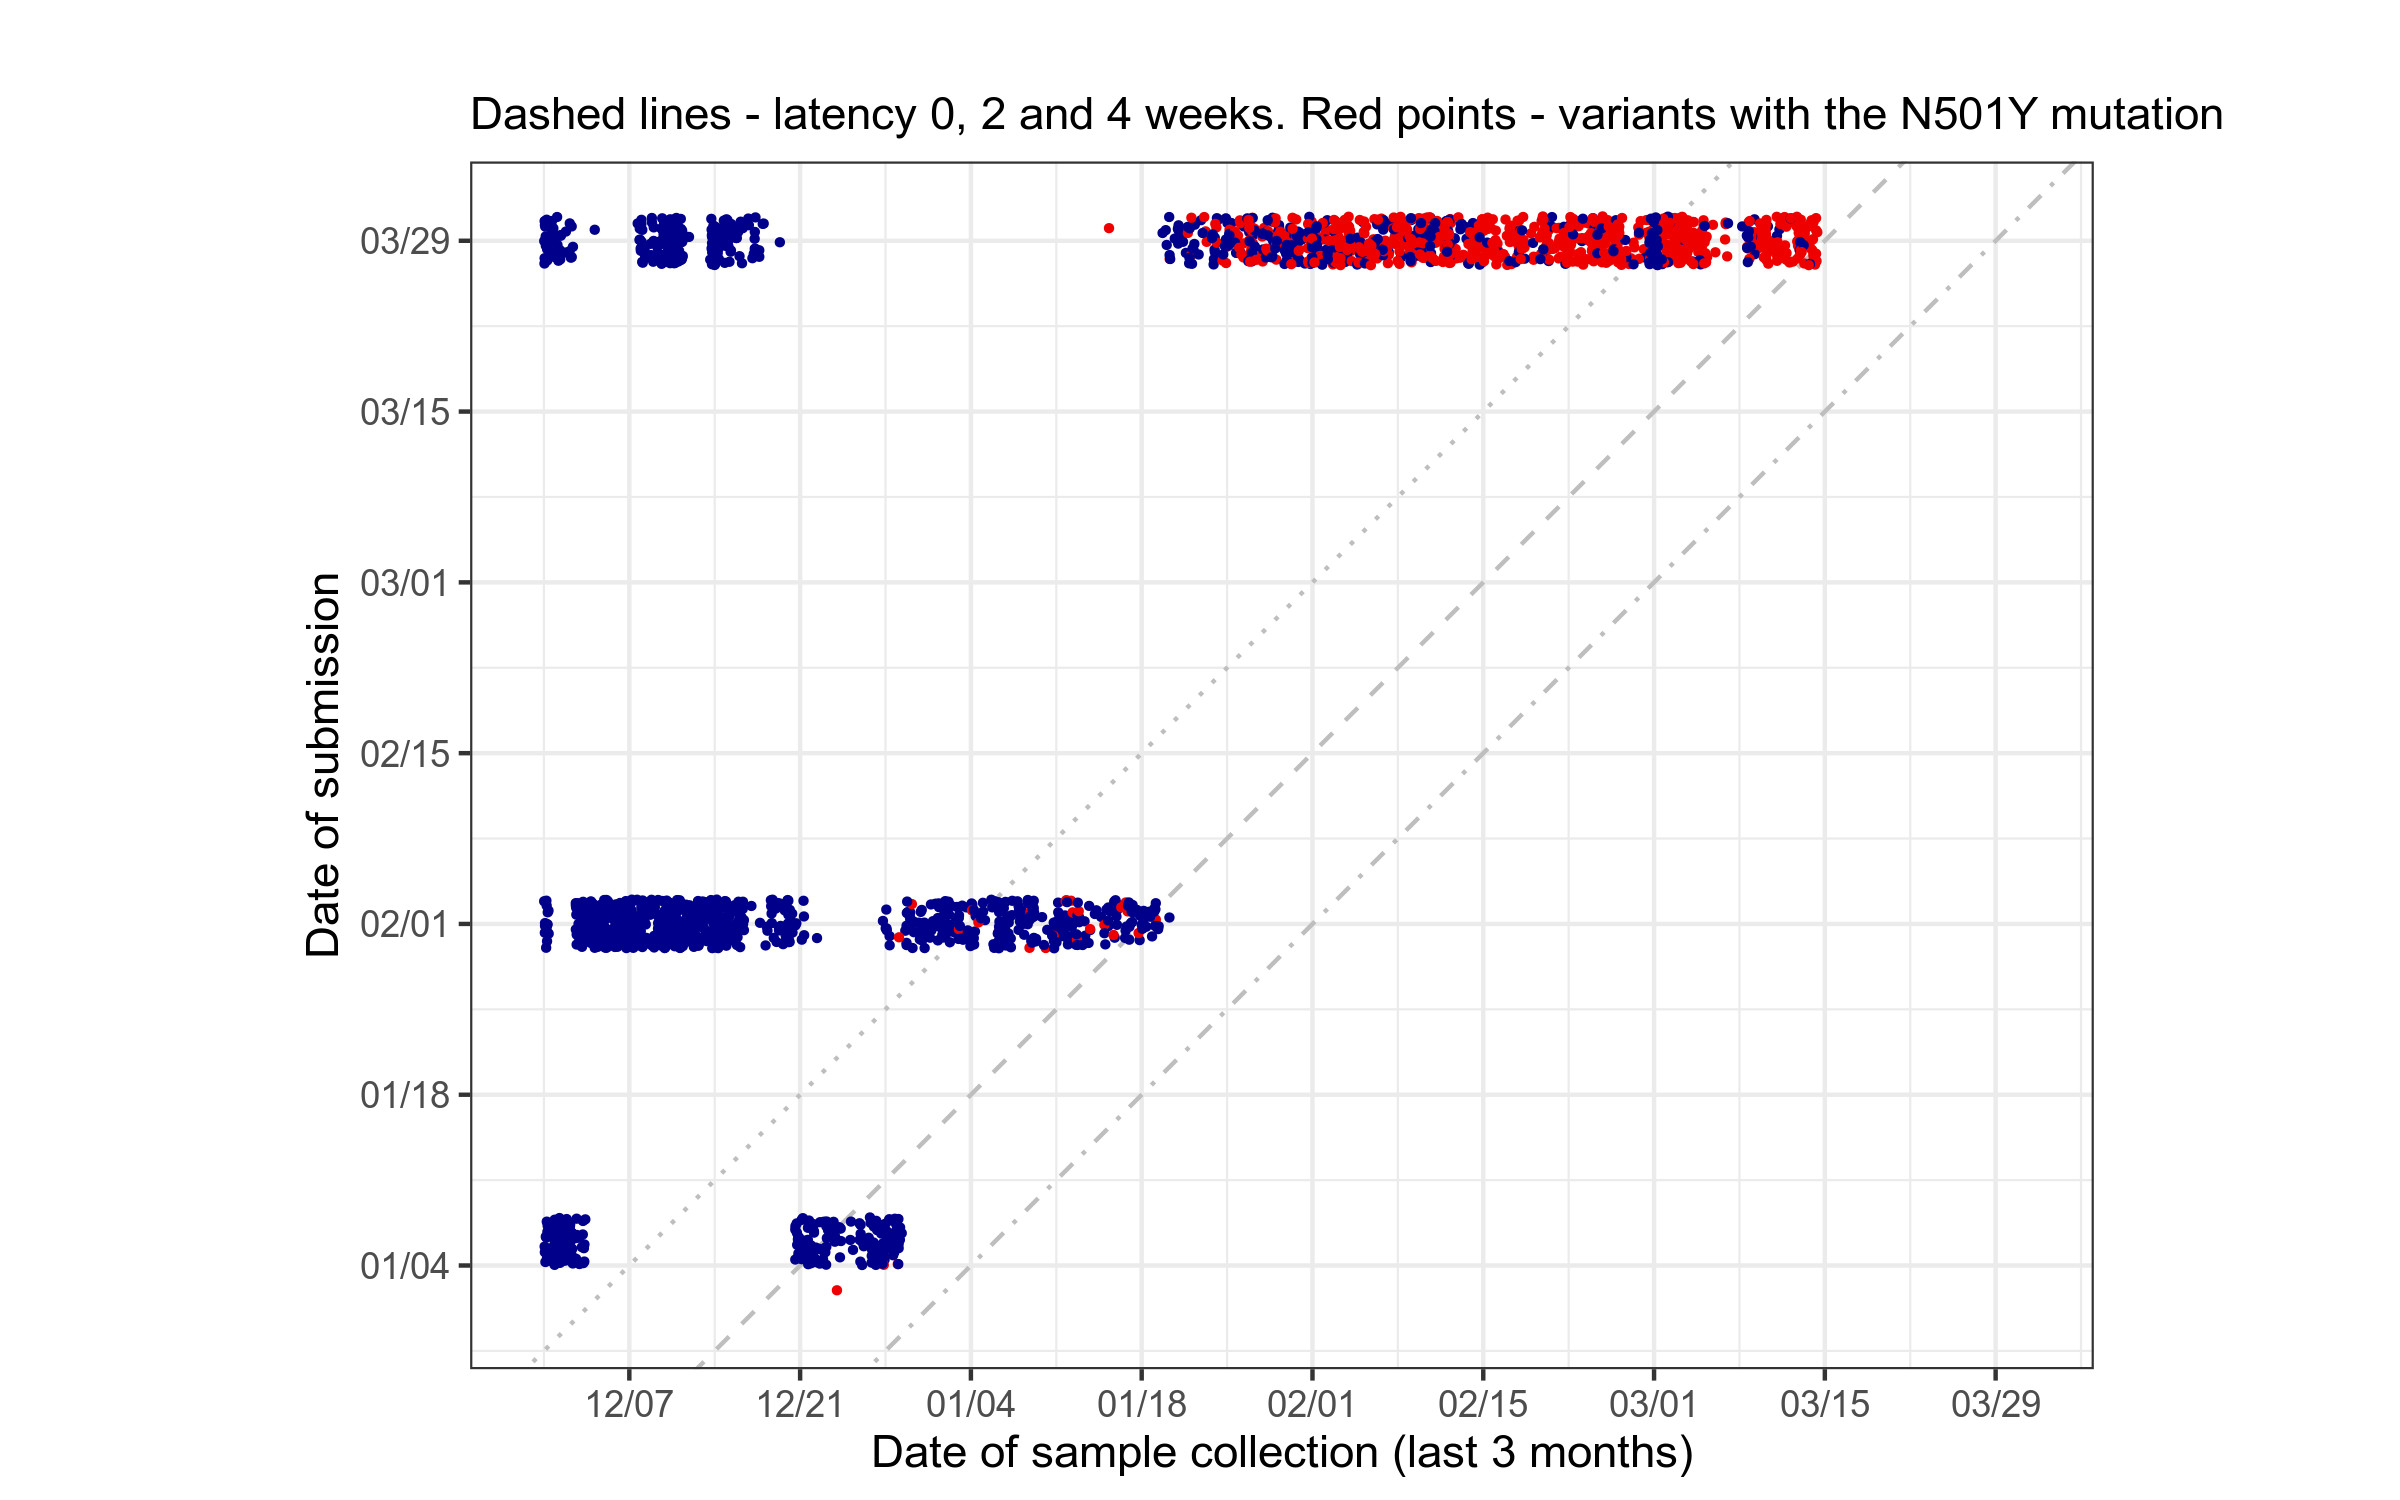 Dashed lines - latency 0, 2 and 4 weeks. Red points - variants with the N501Y mutation
Date of submission
03/29
03/15
03/01
02/15
02/01
01/18
01/04
12/07 12/21 01/04 01/18 02/01 02/15 03/01 03/15 03/29
Date of sample collection (last 3 months)